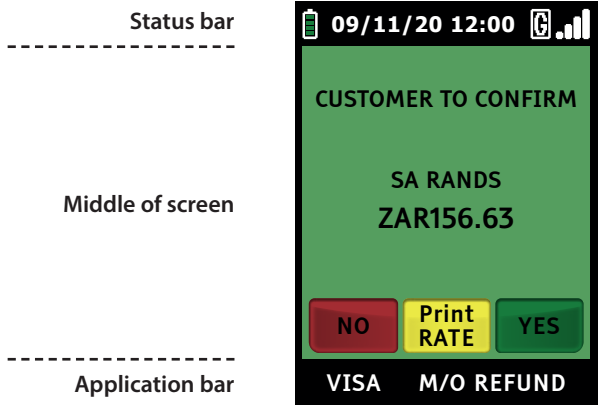 Status bar
09/11/20 12:00 G
CUSTOMER TO CONFIRM
Middle of screen
SA RANDS
ZAR156.63
NO
Print
RATE
YES
Application bar
VISA M/O REFUND